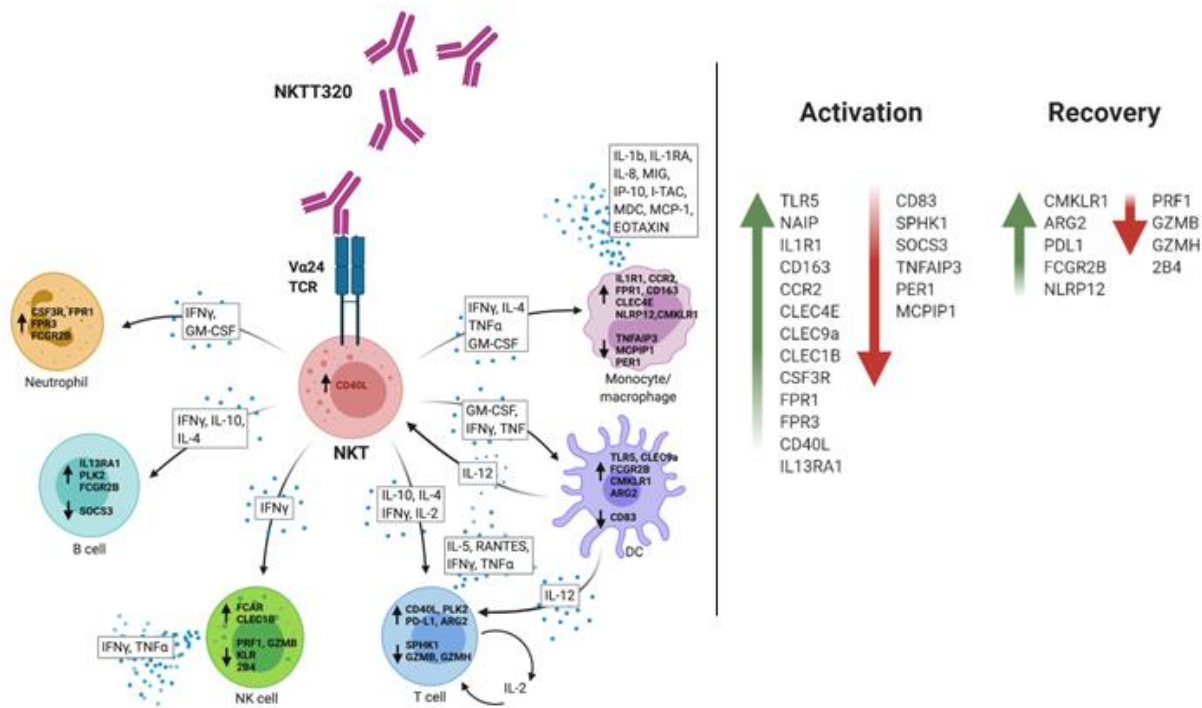 NKTT320
Vα24
TCR
IL-1b, IL-1RA,
IL-8, MIG,
IP-10, I-TAC,
MDC, MCP-1,
EOTAXIN
CSF3R, FPR1
FPR3
FCGR2B
Neutrophil
IFNγ,
GM-CSF
IFNγ, IL-4
TNFα
GM-CSF
IL1R1, CCR2,
FPR1, CD163
CLEC4E
NLRP12,CMKLR1
TNFAIP3
MCPIP1
PER1
Monocyte/
macrophage
CD40L
NKT
IFNγ, IL-10,
IL-4
GM-CSF,
IFNγ, TNF
IL-12
IL13RA1
PLK2
FCGR2B
SOCS3
B cell
TLR5, CLEC9a
FCGR2B
CMKLR1
ARG2
CD83
DC
IFNγ
IL-10, IL-4
IFNγ, IL-2
IL-5, RANTES,
IFNγ, TNFα
IL-12
IFNγ, TNFα
FCAR
CLEC1B
PRF1, GZMB
KLR
2B4
NK cell
CD40L, PLK2
PD-L1, ARG2
SPHK1
GZMB, GZMH
T cell
IL-2
Activation
TLR5
NAIP
IL1R1
CD163
CCR2
CLEC4E
CLEC9a
CLEC1B
CSF3R
FPR1
FPR3
CD40L
IL13RA1
CD83
SPHK1
SOCS3
TNFAIP3
PER1
MCPIP1
Recovery
CMKLR1
ARG2
PDL1
FCGR2B
NLRP12
PRF1
GZMB
GZMH
2B4